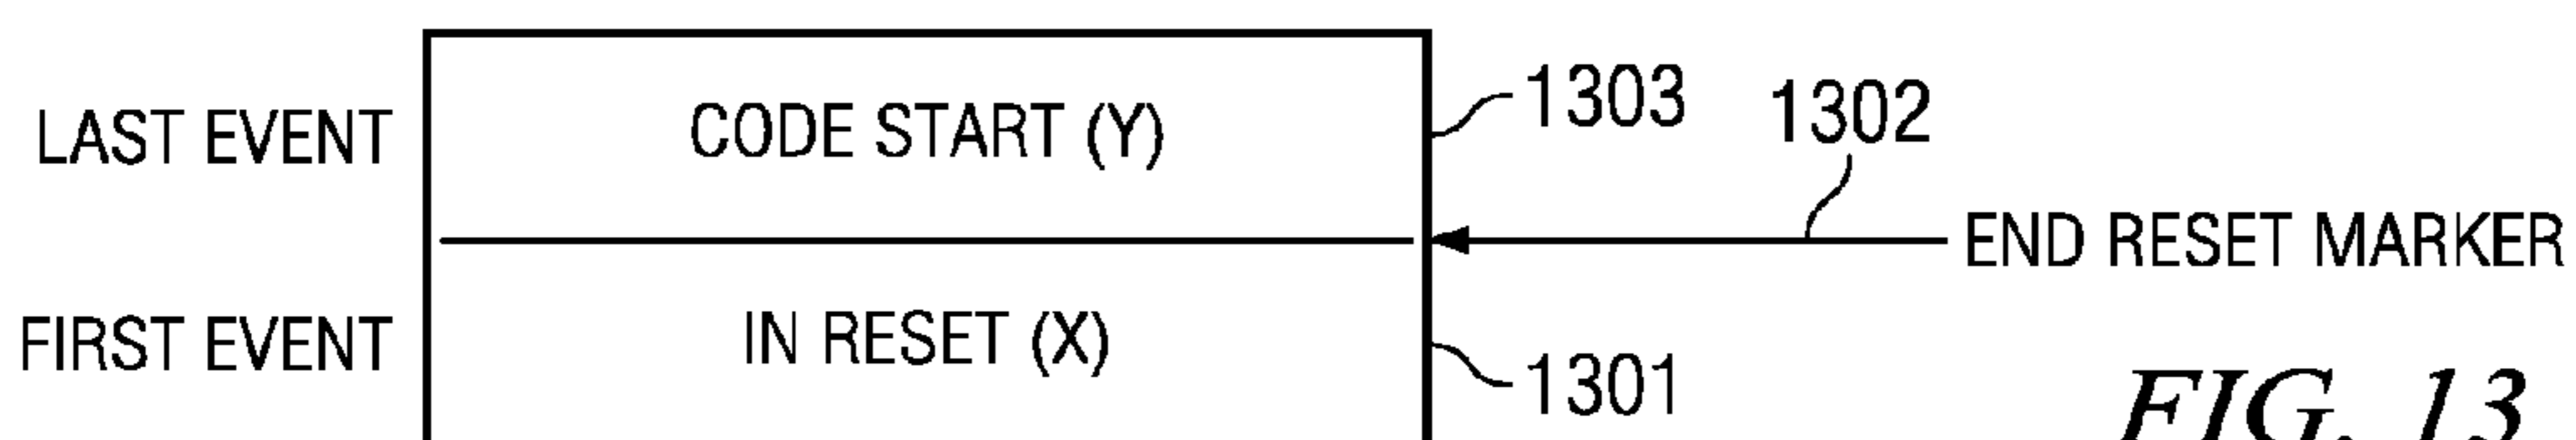 LAST EVENT CODE START (Y) 1303 1302
END RESET MARKER
FIRST EVENT IN RESET (X) 1301
FIG. 13